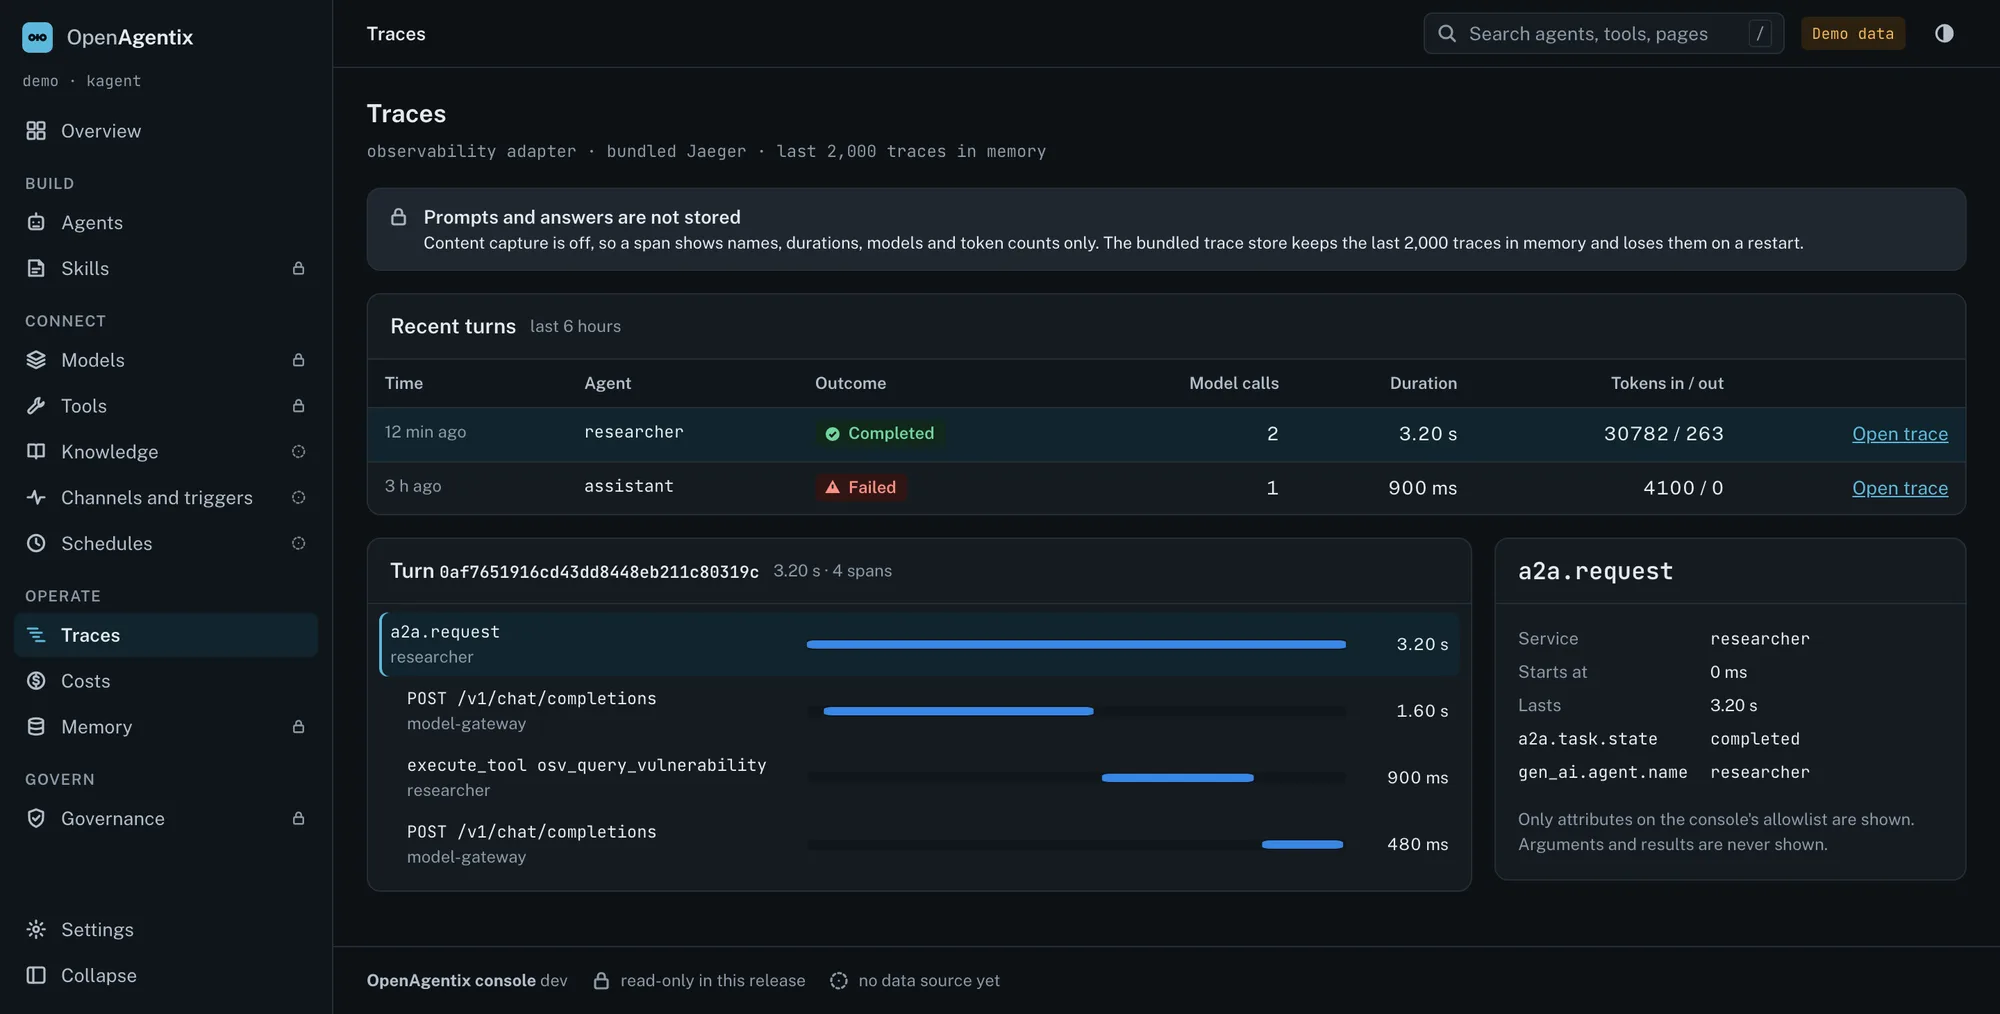 OpenAgentix
demo · kagent
Overview
BUILD
Agents
Skills
CONNECT
Models
Tools
Knowledge
Channels and triggers
Schedules
OPERATE
Traces
Costs
Memory
GOVERN
Governance
Settings
Collapse
Traces
Search agents, tools, pages /
Demo data
Traces
observability adapter · bundled Jaeger · last 2,000 traces in memory
Prompts and answers are not stored
Content capture is off, so a span shows names, durations, models and token counts only. The bundled trace store keeps the last 2,000 traces in memory and loses them on a restart.
Recent turns last 6 hours
Time Agent Outcome Model calls Duration Tokens in / out
12 min ago researcher Completed 2 3.20 s 30782 / 263 Open trace
3 h ago assistant Failed 1 900 ms 4100 / 0 Open trace
Turn 0af7651916cd43dd8448eb211c80319c 3.20 s · 4 spans
a2a.request
researcher
3.20 s
POST /v1/chat/completions
model-gateway
1.60 s
execute_tool osv_query_vulnerability
researcher
900 ms
POST /v1/chat/completions
model-gateway
480 ms
a2a.request
Service researcher
Starts at 0 ms
Lasts 3.20 s
a2a.task.state completed
gen_ai.agent.name researcher
Only attributes on the console's allowlist are shown.
Arguments and results are never shown.
OpenAgentix console dev read-only in this release no data source yet